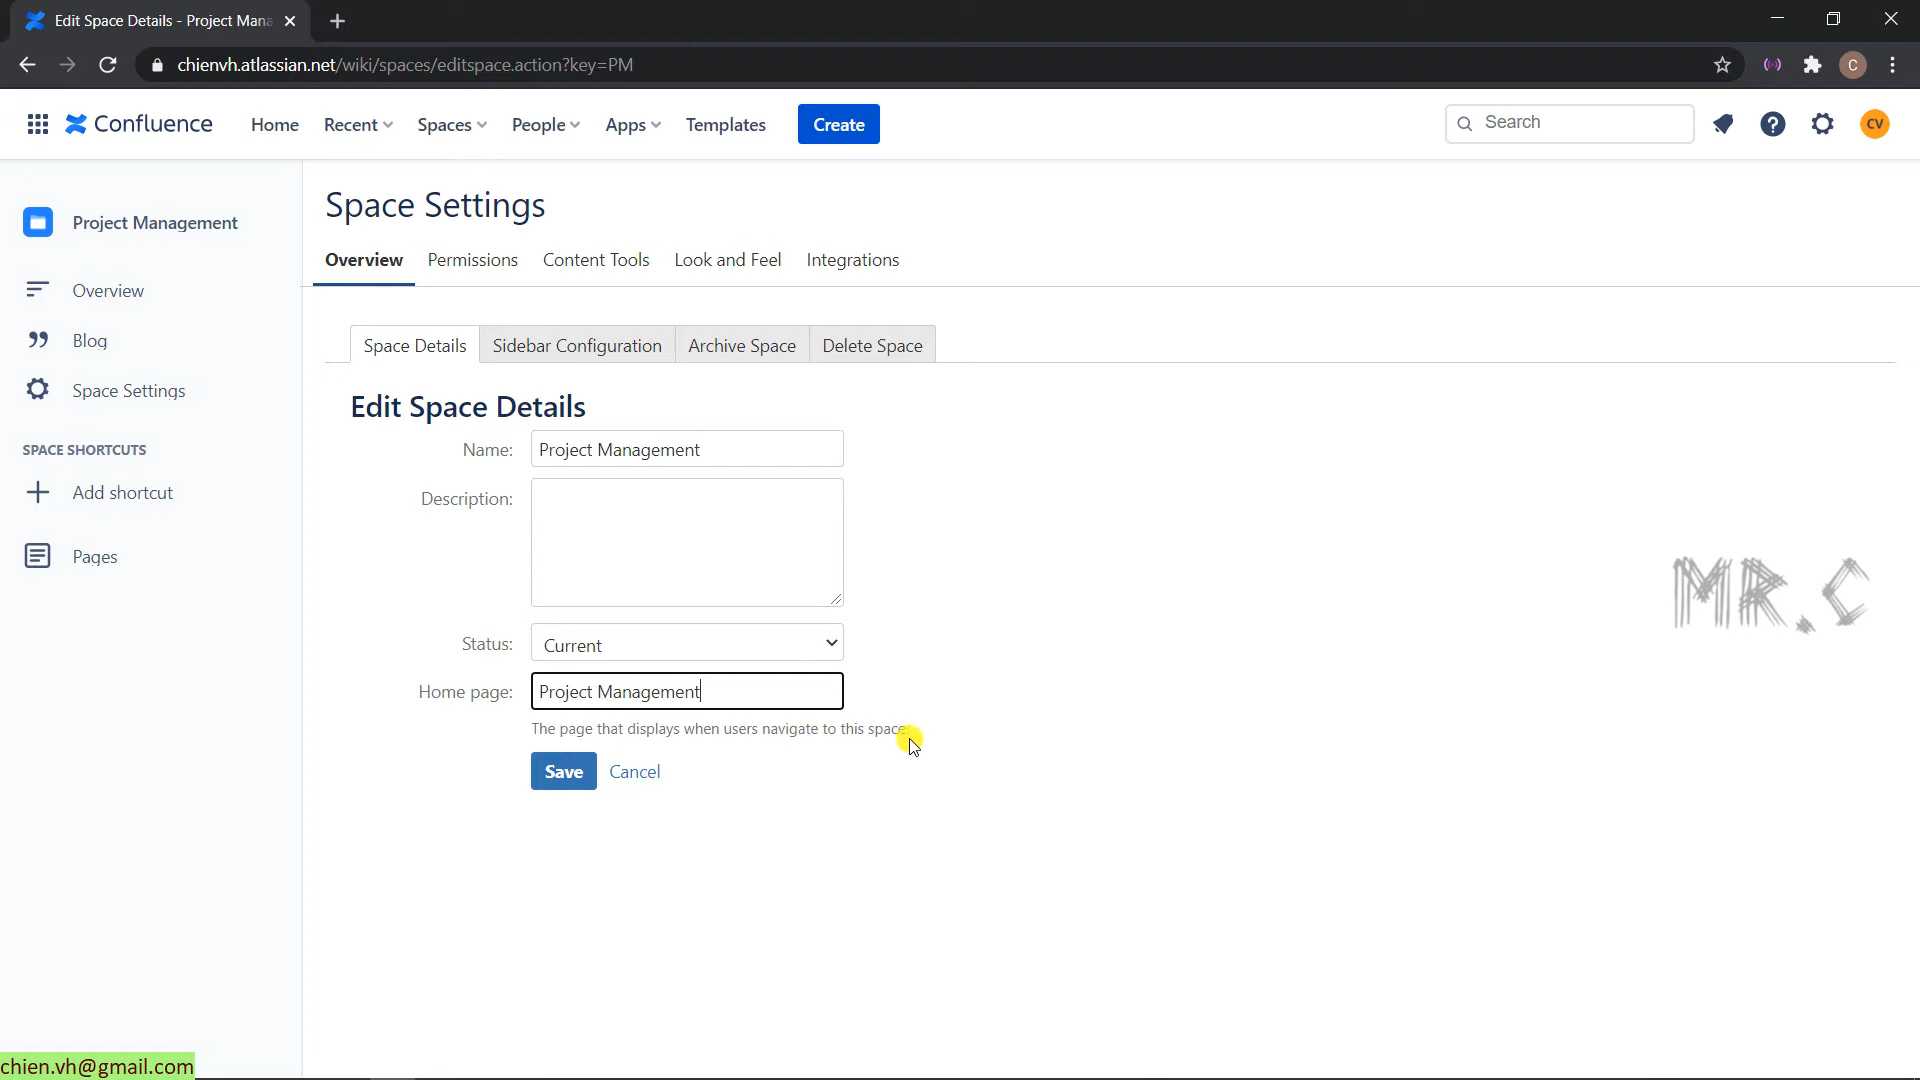 Edit Space Details - Project Mana
chienvh.atlassian.net/wiki/spaces/editspace.action?key=PM
C
Confluence
Home
Recent
Spaces
People
Apps
Templates
Create
Search
CV
Project Management
Overview
Blog
Space Settings
SPACE SHORTCUTS
Add shortcut
Pages
Space Settings
Overview
Permissions
Content Tools
Look and Feel
Integrations
Space Details
Sidebar Configuration
Archive Space
Delete Space
Edit Space Details
Name:
Project Management
Description:
Status:
Current
Home page:
Project Management
The page that displays when users navigate to this space.
Save
Cancel
MR.C
chien.vh@gmail.com